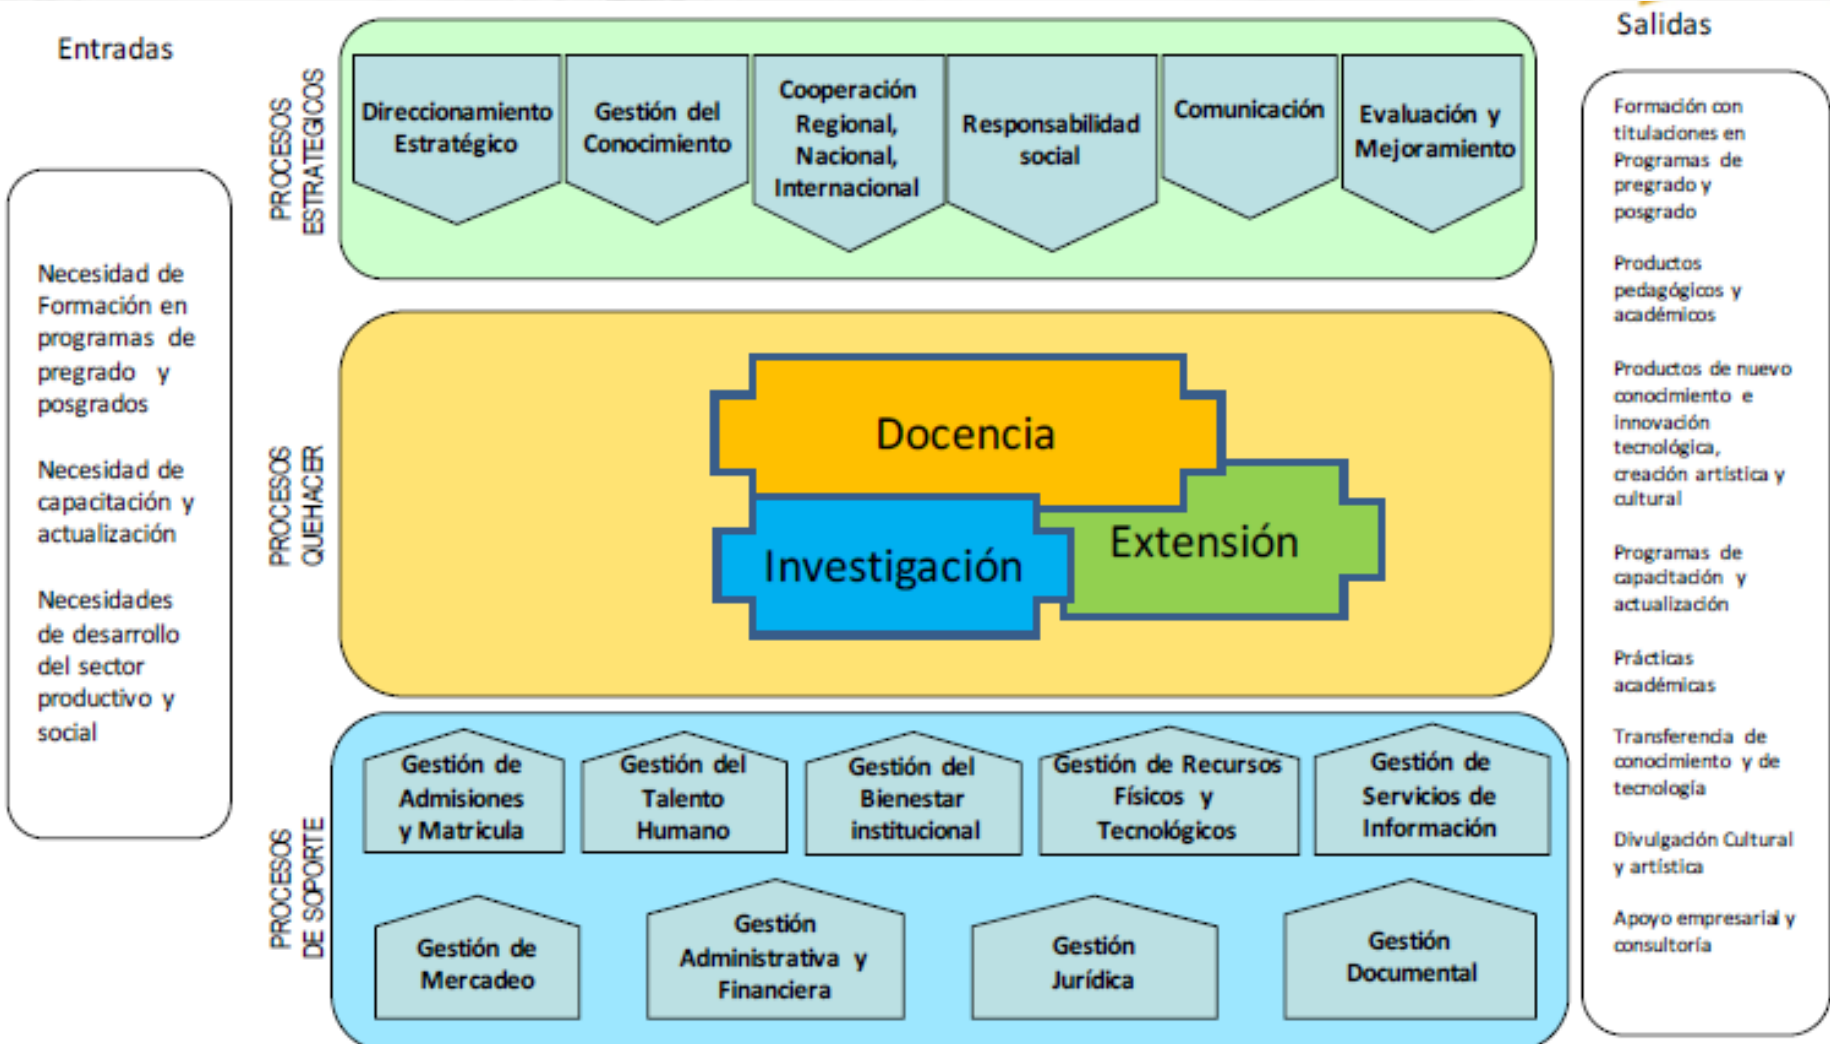 Entradas
Necesidad de
Formación en
programas de
pregrado y
posgrados
Necesidad de
capacitación y
actualización
Necesidades
de desarrollo
del sector
productivo y
social
PROCESOS
ESTRATEGICOS
Direccionamiento
Estratégico
Gestión del
Conocimiento
Cooperación
Regional,
Nacional,
Internacional
Responsabilidad
social
Comunicación
Evaluación y
Mejoramiento
PROCESOS
QUEHACER
Docencia
Investigación
Extensión
PROCESOS
DE SOPORTE
Gestión de
Admisiones
y Matricula
Gestión del
Talento
Humano
Gestión del
Bienestar
institucional
Gestión de Recursos
Físicos y
Tecnológicos
Gestión de
Servicios de
Información
Gestión de
Mercadeo
Gestión
Administrativa y
Financiera
Gestión
Jurídica
Gestión
Documental
Salidas
Formación con
titulaciones en
Programas de
pregrado y
posgrado
Productos
pedagógicos y
académicos
Productos de nuevo
conocimiento e
innovación
tecnológica,
creación artística y
cultural
Programas de
capacitación y
actualización
Prácticas
académicas
Transferencia de
conocimiento y de
tecnología
Divulgación Cultural
y artística
Apoyo empresarial y
consultoría